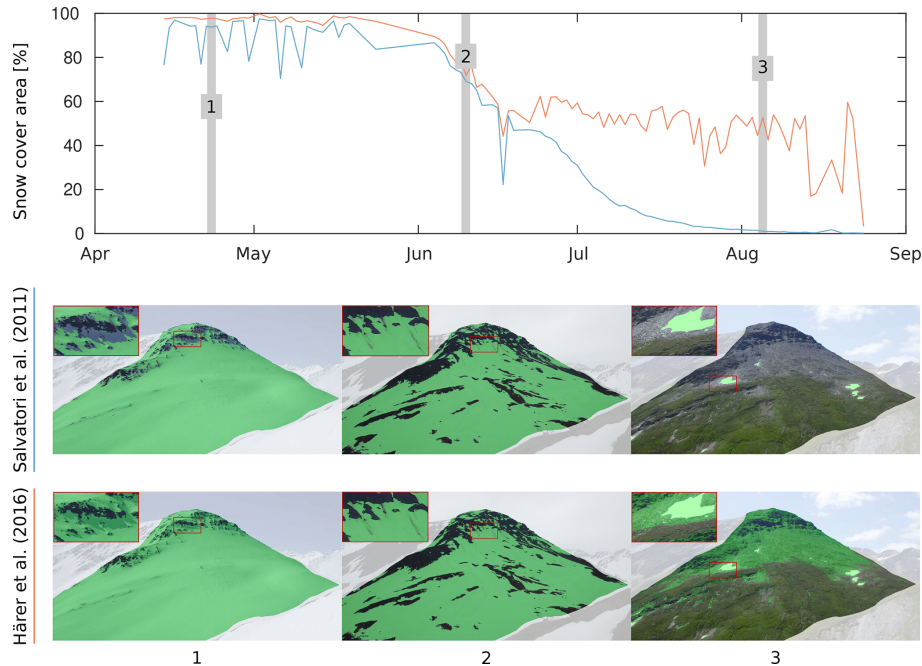 Snow cover area [%]
100
80
60
40
20
0
1
2
3
Apr
May
Jun
Jul
Aug
Sep
Salvatori et al. (2011)
Härer et al. (2016)
1
2
3